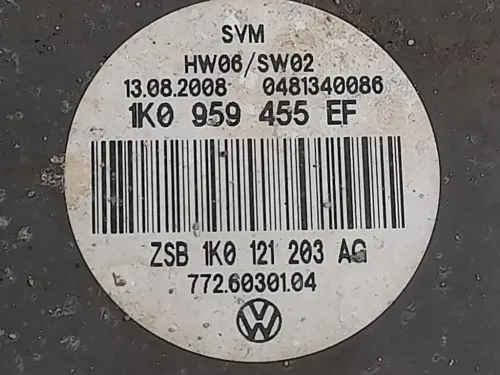 SVM
HW06/SW02
13.08.2008 0481340086
1K0 959 455 EF
ZSB 1K0 121 203 AG
772.60301.04